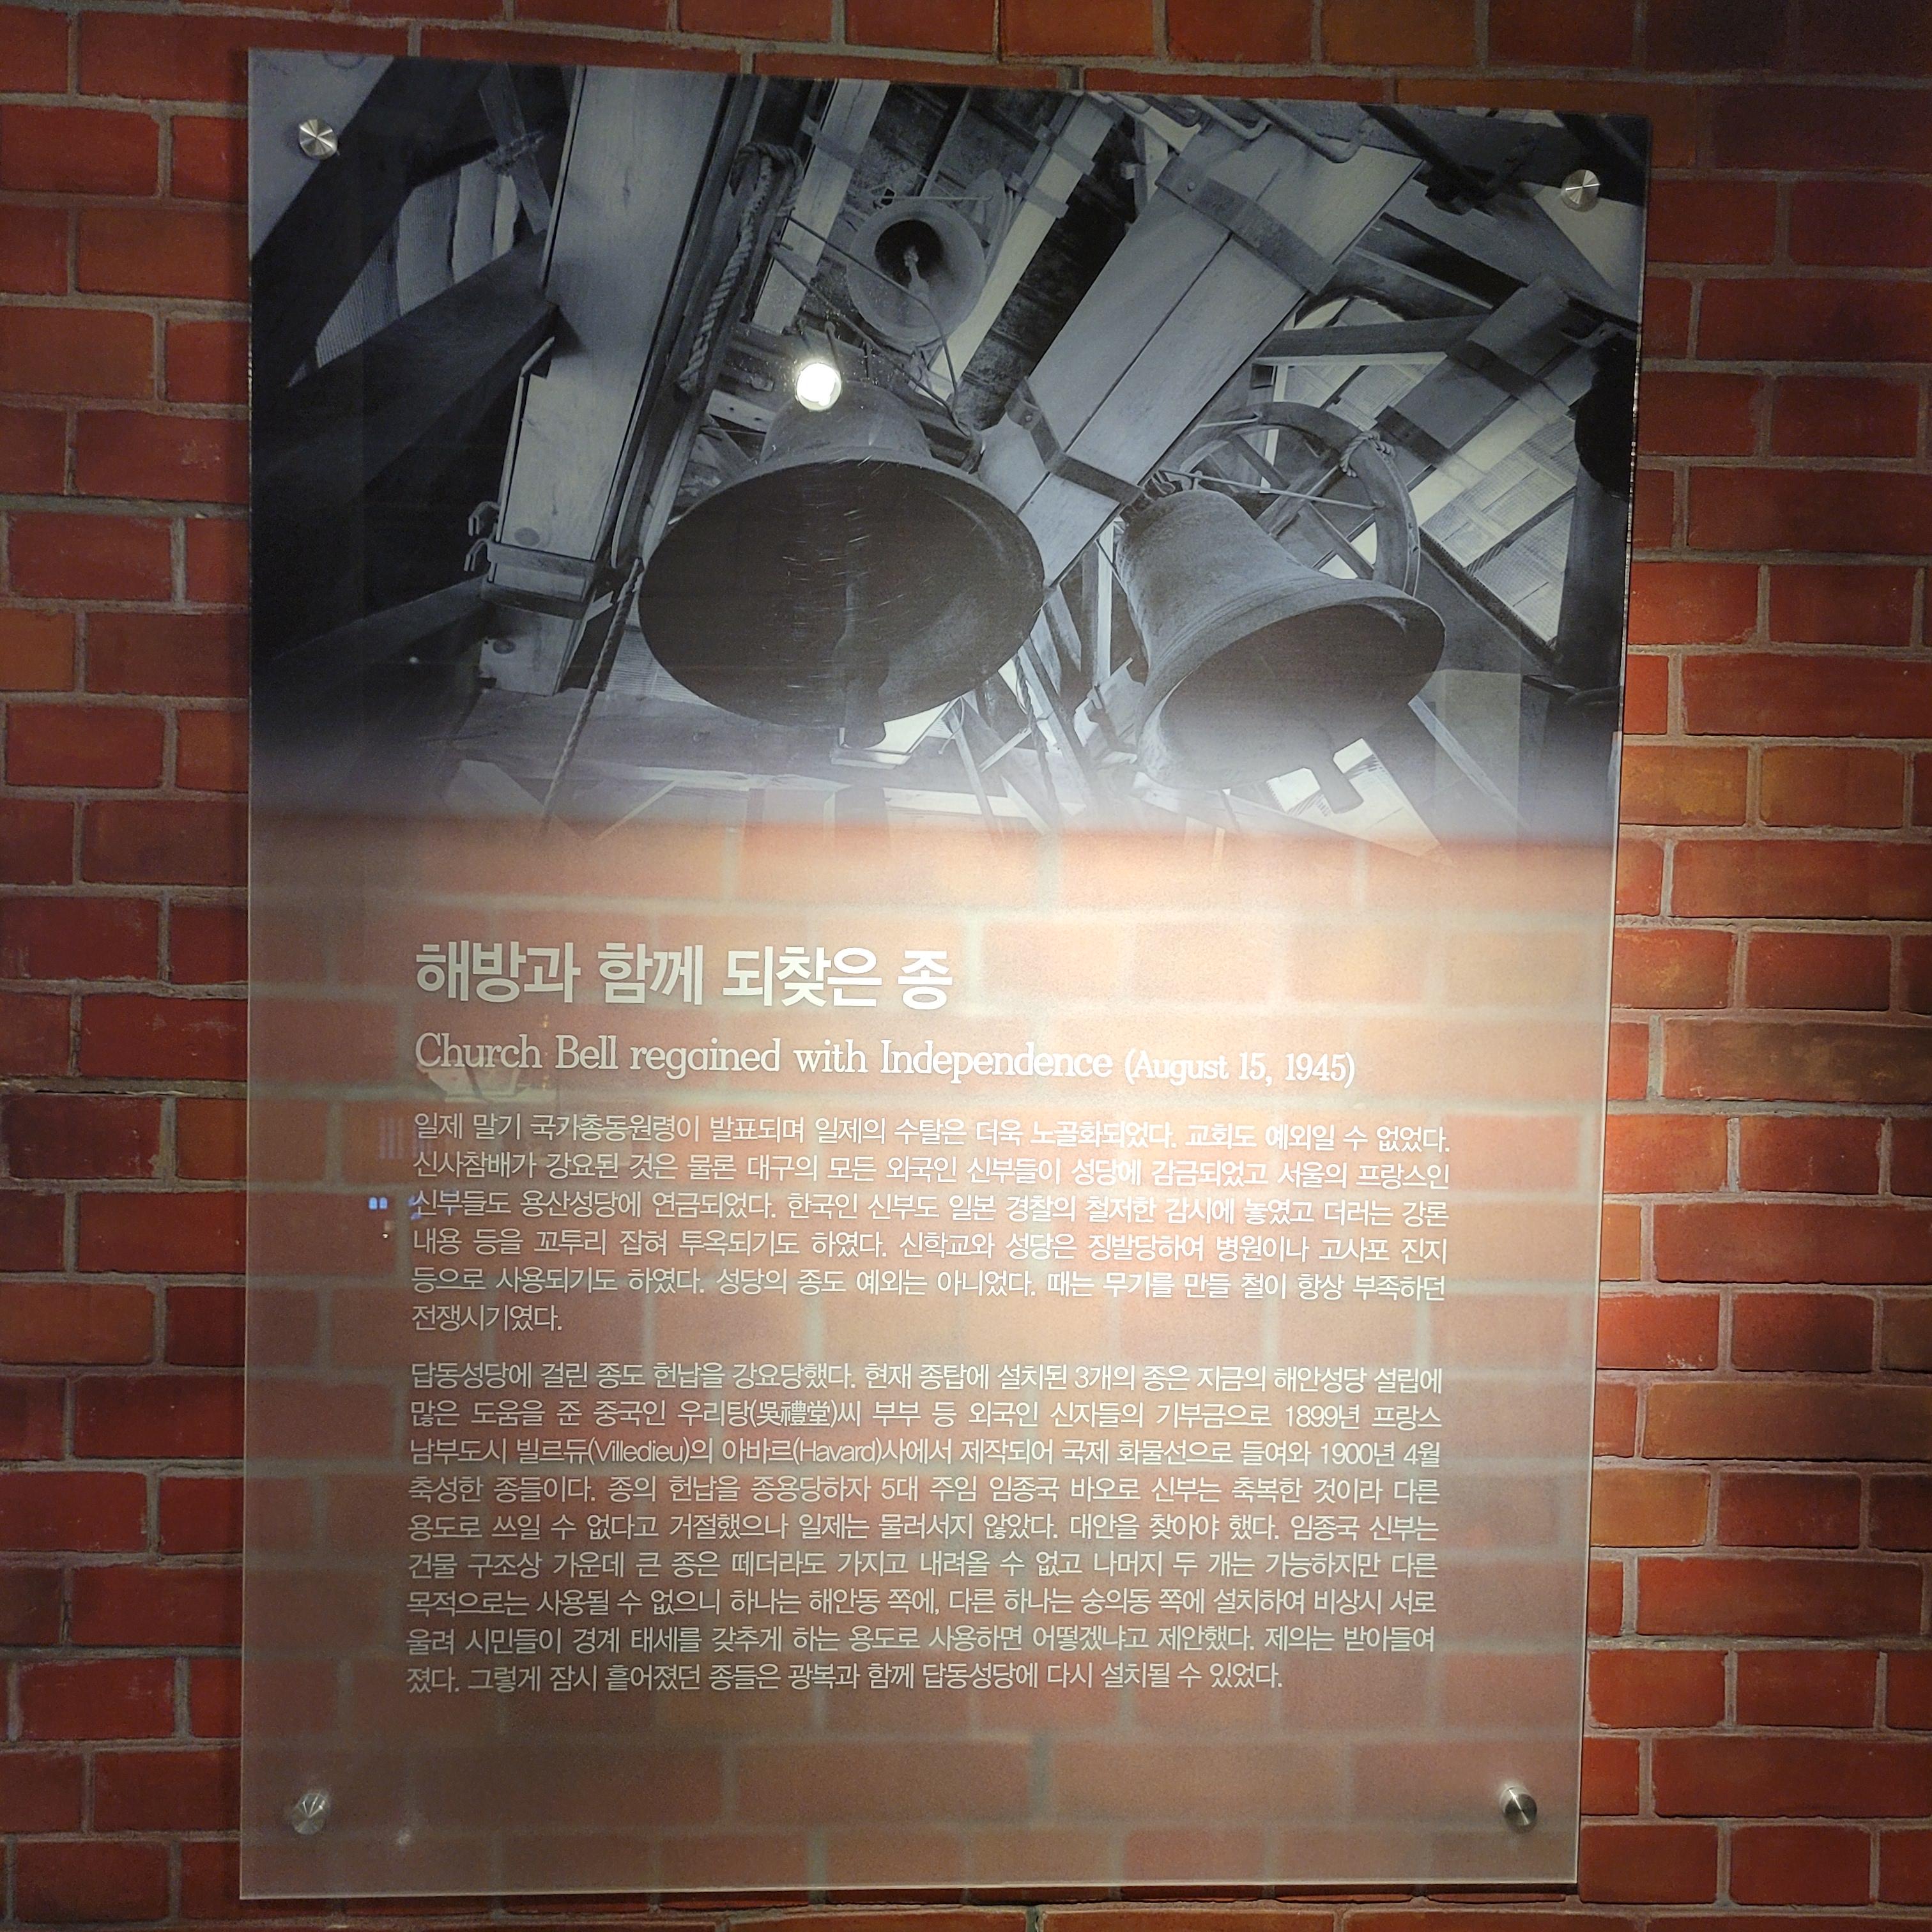 해방과 함께 되찾은 종
Church Bell regained with Independence (August 15, 1945)
일제 말기 국가총동원령이 발표되며 일제의 수탈은 더욱 노골화되었다. 교회도 예외일 수 없었다.
신사참배가 강요된 것은 물론 대구의 모든 외국인 신부들이 성당에 감금되었고 서울의 프랑스인
신부들도 용산성당에 연금되었다. 한국인 신부도 일본 경찰의 철저한 감시에 놓였고 더러는 강론
내용 등을 꼬투리 잡혀 투옥되기도 하였다. 신학교와 성당은 징발당하여 병원이나 고사포 진지
등으로 사용되기도 하였다. 성당의 종도 예외는 아니었다. 때는 무기를 만들 철이 항상 부족하던
전쟁시기였다.
답동성당에 걸린 종도 헌납을 강요당했다. 현재 종탑에 설치된 3개의 종은 지금의 해안성당 설립에
많은 도움을 준 중국인 우리탕(吳禮堂)씨 부부 등 외국인 신자들의 기부금으로 1899년 프랑스
남부도시 빌르듀(Villedieu)의 아바르(Havard)사에서 제작되어 국제 화물선으로 들여와 1900년 4월
축성한 종들이다. 종의 헌납을 종용당하자 5대 주임 임종국 바오로 신부는 축복한 것이라 다른
용도로 쓰일 수 없다고 거절했으나 일제는 물러서지 않았다. 대안을 찾아야 했다. 임종국 신부는
건물 구조상 가운데 큰 종은 떼더라도 가지고 내려올 수 없고 나머지 두 개는 가능하지만 다른
목적으로는 사용될 수 없으니 하나는 해안동 쪽에, 다른 하나는 숭의동 쪽에 설치하여 비상시 서로
울려 시민들이 경계 태세를 갖추게 하는 용도로 사용하면 어떻겠냐고 제안했다. 제의는 받아들여
졌다. 그렇게 잠시 흩어졌던 종들은 광복과 함께 답동성당에 다시 설치될 수 있었다.